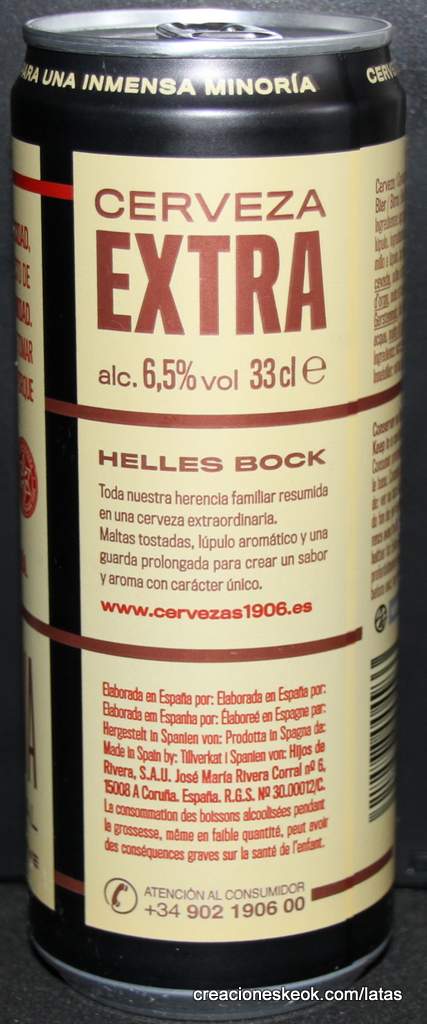 ARA UNA INMENSA MINORÍA
CERV
CERVEZA
EXTRA
alc. 6,5% vol 33 cl e
HELLES BOCK
Toda nuestra herencia familiar resumida
en una cerveza extraordinaria.
Maltas tostadas, lúpulo aromático y una
guarda prolongada para crear un sabor
y aroma con carácter único.
www.cervezas1906.es
Elaborada en España por: Elaborada en España por:
Elaborada em Espanha por: Élaboreé en Espagne par:
Hergestelt in Spanien von: Prodotta in Spagna da:
Made in Spain by: Tillverkat i Spanien von: Hijos de
Rivera, S.A.U. José María Rivera Corral nº 6.
15008 A Coruña. España. R.G.S. Nº 30.00012/C.
La consommation des boissons alcoolisées pendant
la grossesse, même en faible quantité, peut avoir
des conséquences graves sur la santé de l'enfant.
ATENCIÓN AL CONSUMIDOR
+34 902 1906 00
creacioneskeok.com/latas